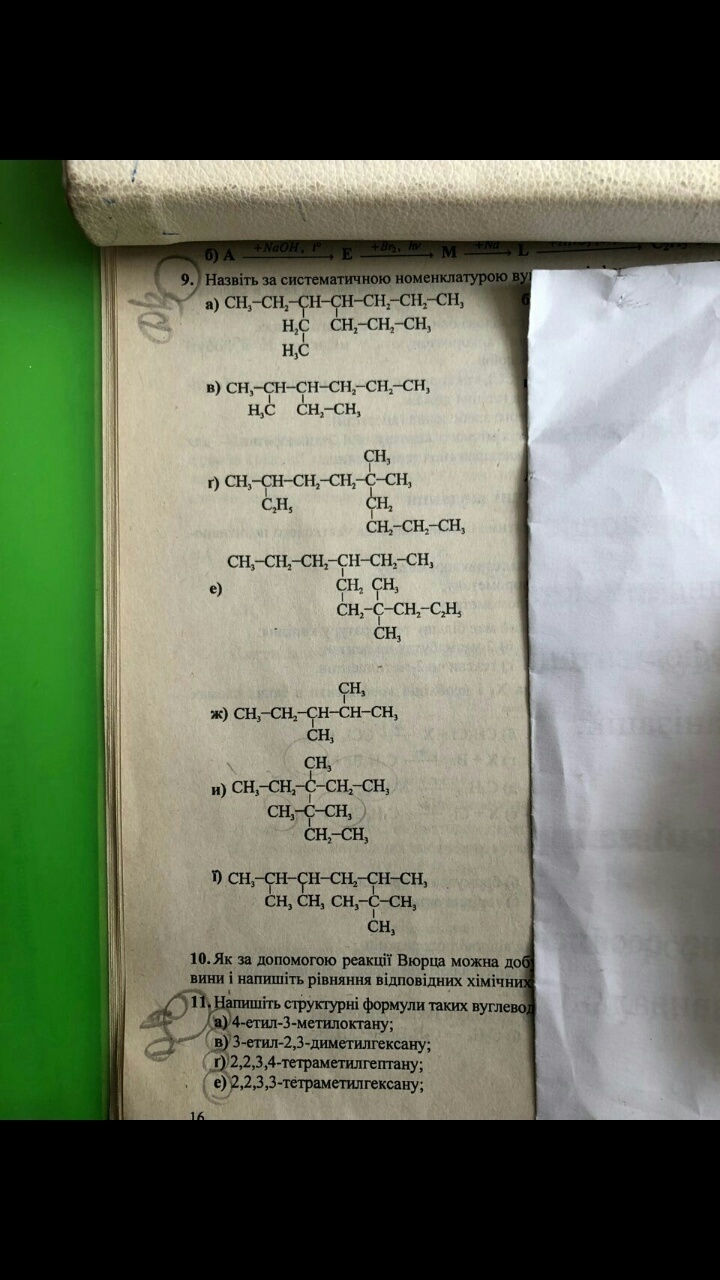 б) А +NaOH, t° Е +Br₂, hν М +Na L
9. Назвіть за систематичною номенклатурою
а) CH₃–CH₂–CH–CH–CH₂–CH₂–CH₃
H₂C CH₂–CH₂–CH₃
H₃C
в) CH₃–CH–CH–CH₂–CH₂–CH₃
H₃C CH₂–CH₃
CH₃
г) CH₃–CH–CH₂–CH₂–C–CH₃
C₂H₅ CH₂
CH₂–CH₂–CH₃
CH₃–CH₂–CH₂–CH–CH₂–CH₃
е) CH₂ CH₃
CH₂–C–CH₂–C₂H₅
CH₃
CH₃
ж) CH₃–CH₂–CH–CH–CH₃
CH₃
CH₃
и) CH₃–CH₂–C–CH₂–CH₃
CH₃–C–CH₃
CH₂–CH₃
ї) CH₃–CH–CH–CH₂–CH–CH₃
CH₃ CH₃ CH₃–C–CH₃
CH₃
10. Як за допомогою реакції Вюрца можна
вини і напишіть рівняння відповідних хімічних
11. Напишіть структурні формули таких
а) 4-етил-3-метилоктану;
в) 3-етил-2,3-диметилгексану;
ґ) 2,2,3,4-тетраметилгептану;
е) 2,2,3,3-тетраметилгексану;
16